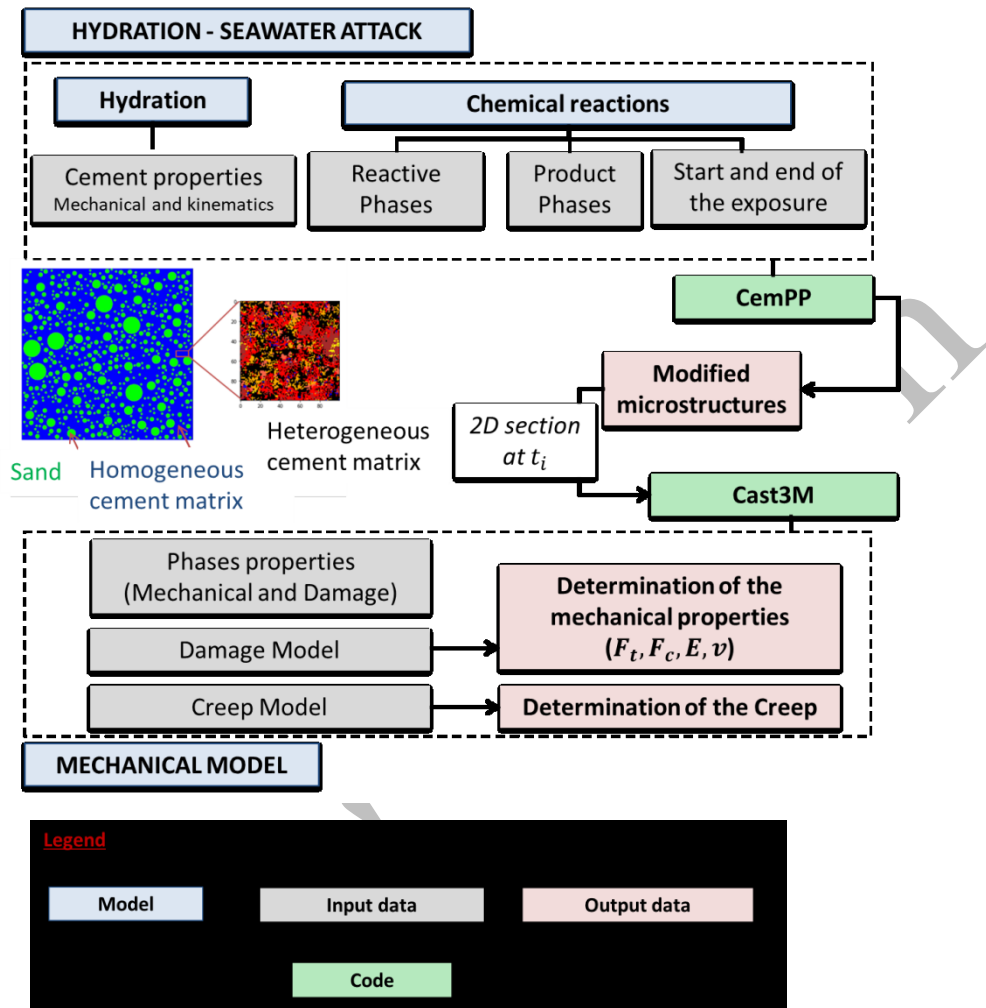 HYDRATION - SEAWATER ATTACK
Hydration
Chemical reactions
Cement properties
Mechanical and kinematics
Reactive
Phases
Product
Phases
Start and end of
the exposure
CemPP
Modified
microstructures
2D section
at tᵢ
Cast3M
Heterogeneous
cement matrix
Sand
Homogeneous
cement matrix
Phases properties
(Mechanical and Damage)
Damage Model
Creep Model
Determination of the
mechanical properties
(Fₜ, F꜀, E, ν)
Determination of the Creep
MECHANICAL MODEL
Legend
Model
Input data
Output data
Code